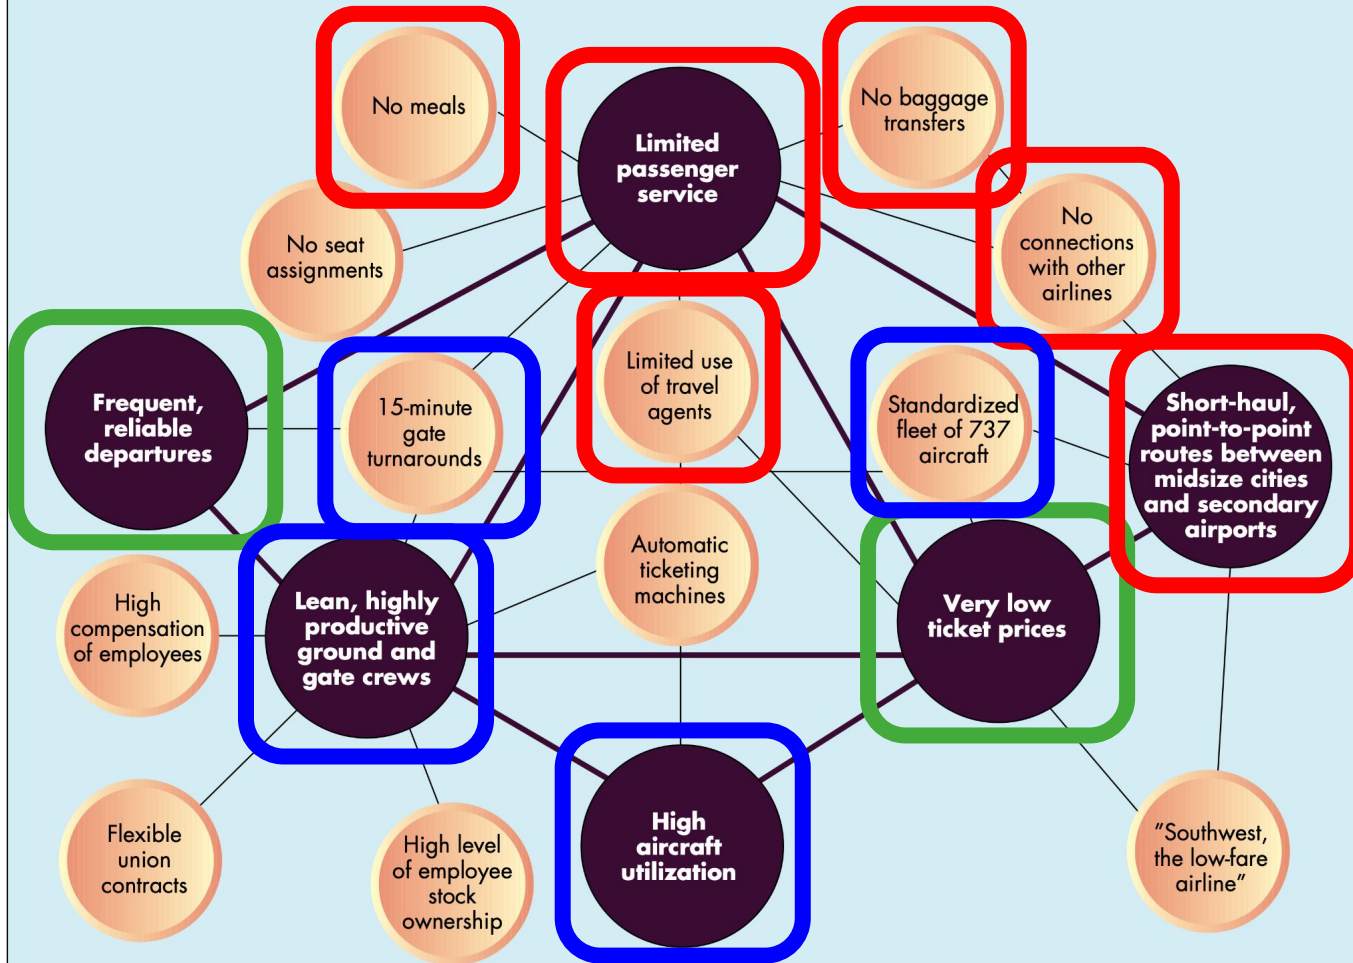 No meals
Limited
passenger
service
No baggage
transfers
No seat
assignments
No
connections
with other
airlines
Frequent,
reliable
departures
15-minute
gate
turnarounds
Limited use
of travel
agents
Standardized
fleet of 737
aircraft
Short-haul,
point-to-point
routes between
midsize cities
and secondary
airports
High
compensation
of employees
Lean, highly
productive
ground and
gate crews
Automatic
ticketing
machines
Very low
ticket prices
Flexible
union
contracts
High level
of employee
stock
ownership
High
aircraft
utilization
"Southwest,
the low-fare
airline"